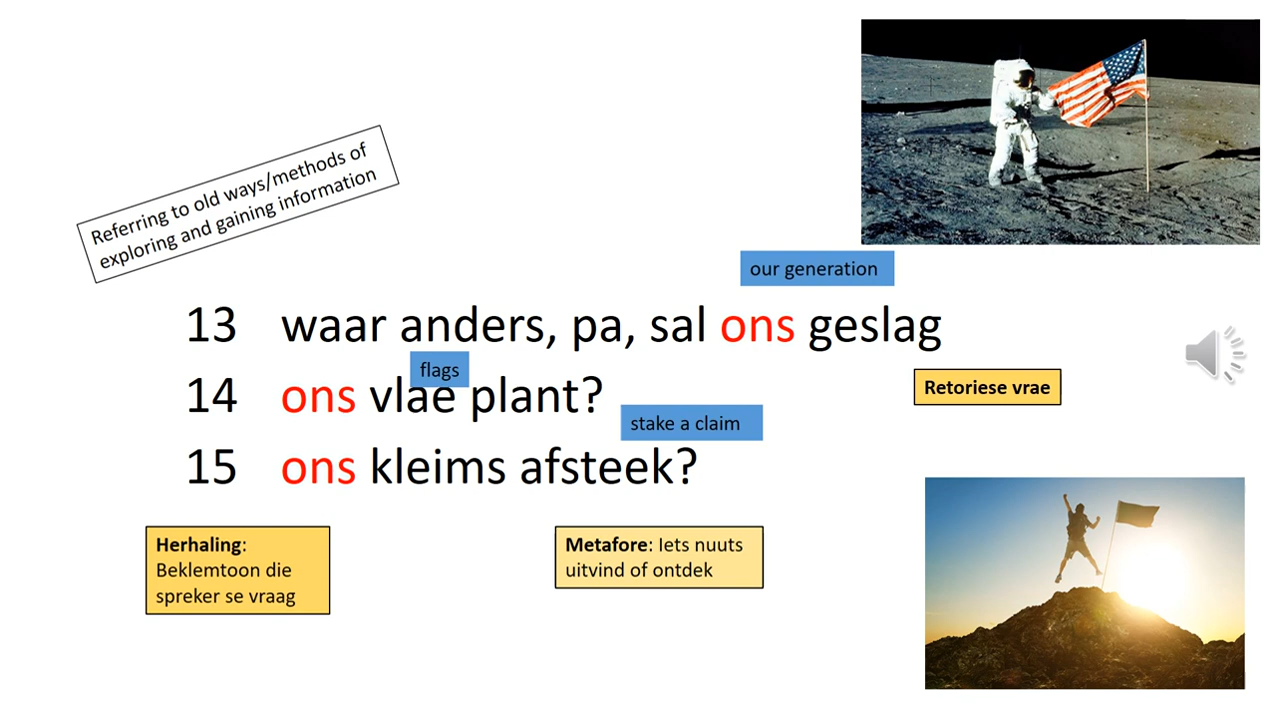 Referring to old ways/methods of
exploring and gaining information
our generation
13 waar anders, pa, sal ons geslag
flags
14 ons vlae plant?
Retoriese vrae
stake a claim
15 ons kleims afsteek?
Herhaling:
Beklemtoon die
spreker se vraag
Metafore: Iets nuuts
uitvind of ontdek